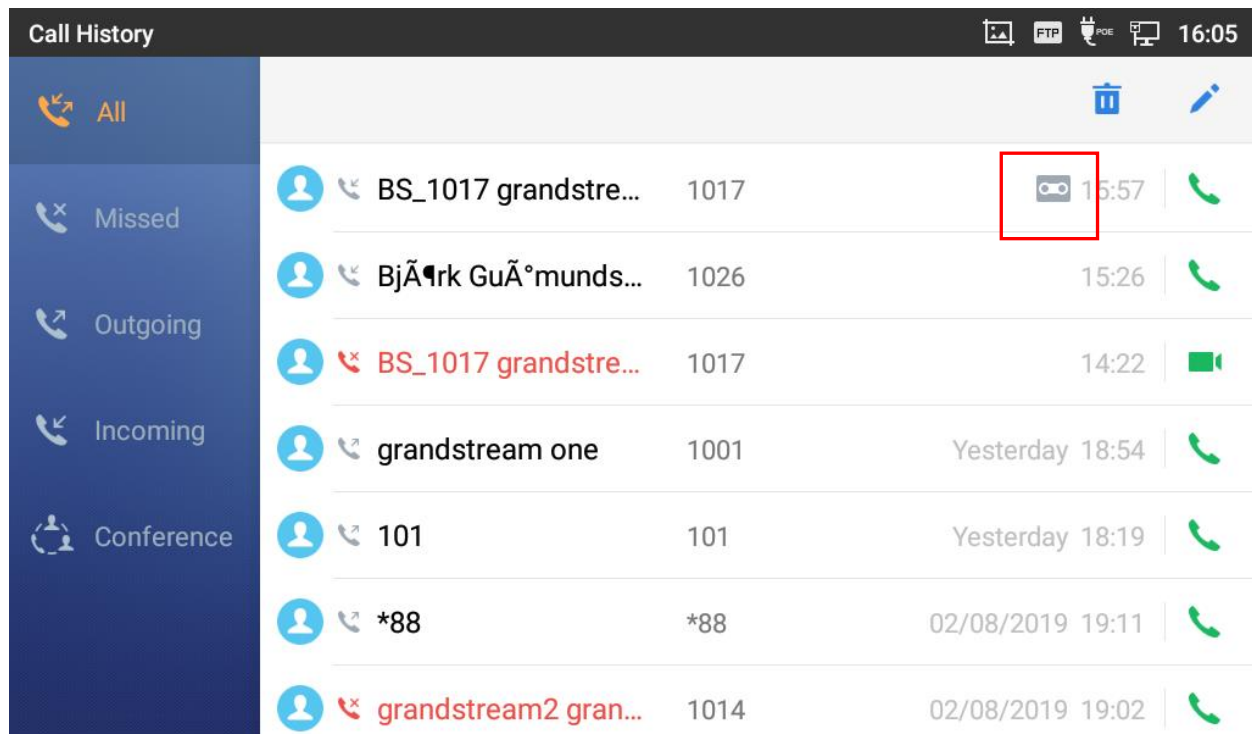 Call History FTP POE 16:05
All
Missed
Outgoing
Incoming
Conference
BS_1017 grandstre... 1017 15:57
BjÃ¶rk GuÃ°munds... 1026 15:26
BS_1017 grandstre... 1017 14:22
grandstream one 1001 Yesterday 18:54
101 101 Yesterday 18:19
*88 *88 02/08/2019 19:11
grandstream2 gran... 1014 02/08/2019 19:02